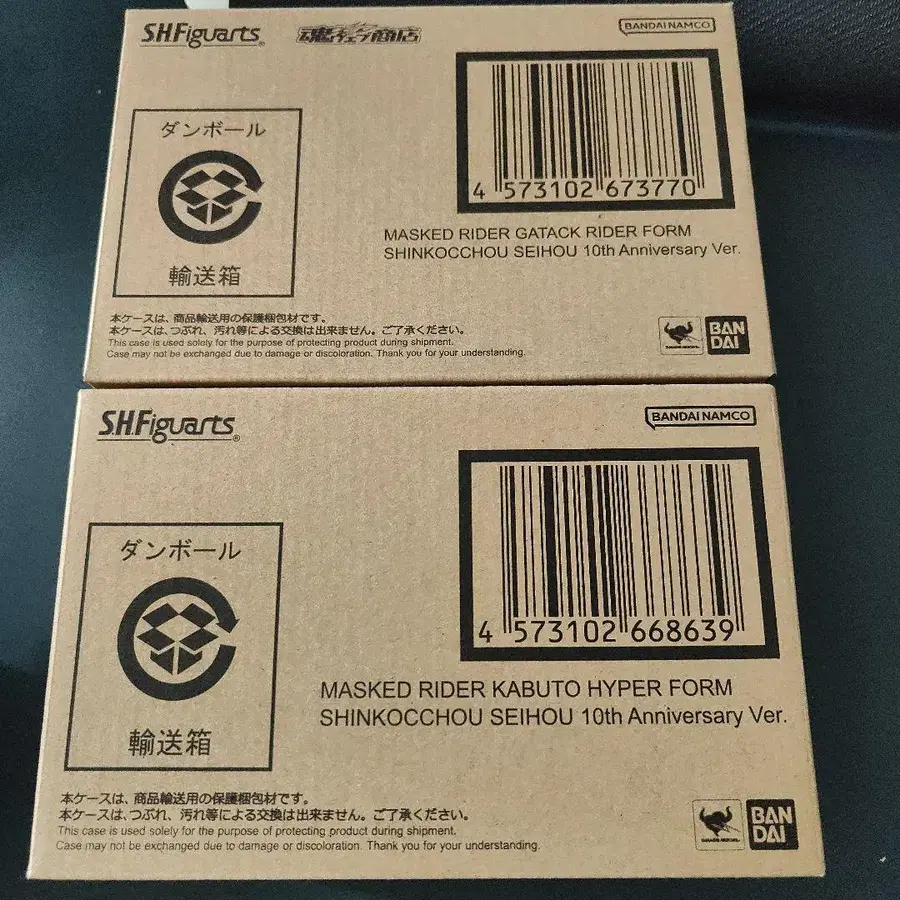 S.H.Figuarts
魂ウェブ商店
BANDAI NAMCO
ダンボール
輸送箱
4 573102 673770
MASKED RIDER GATACK RIDER FORM
SHINKOCCHOU SEIHOU 10th Anniversary Ver.
本ケースは、商品輸送用の保護梱包材です。
本ケースは、つぶれ、汚れ等による交換は出来ません。ご了承ください。
This case is used solely for the purpose of protecting product during shipment.
Case may not be exchanged due to damage or discoloration. Thank you for your understanding.
BAN
DAI
S.H.Figuarts®
BANDAI NAMCO
ダンボール
輸送箱
4 573102 668639
MASKED RIDER KABUTO HYPER FORM
SHINKOCCHOU SEIHOU 10th Anniversary Ver.
本ケースは、商品輸送用の保護梱包材です。
本ケースは、つぶれ、汚れ等による交換は出来ません。ご了承ください。
This case is used solely for the purpose of protecting product during shipment.
Case may not be exchanged due to damage or discoloration. Thank you for your understanding.
BAN
DAI